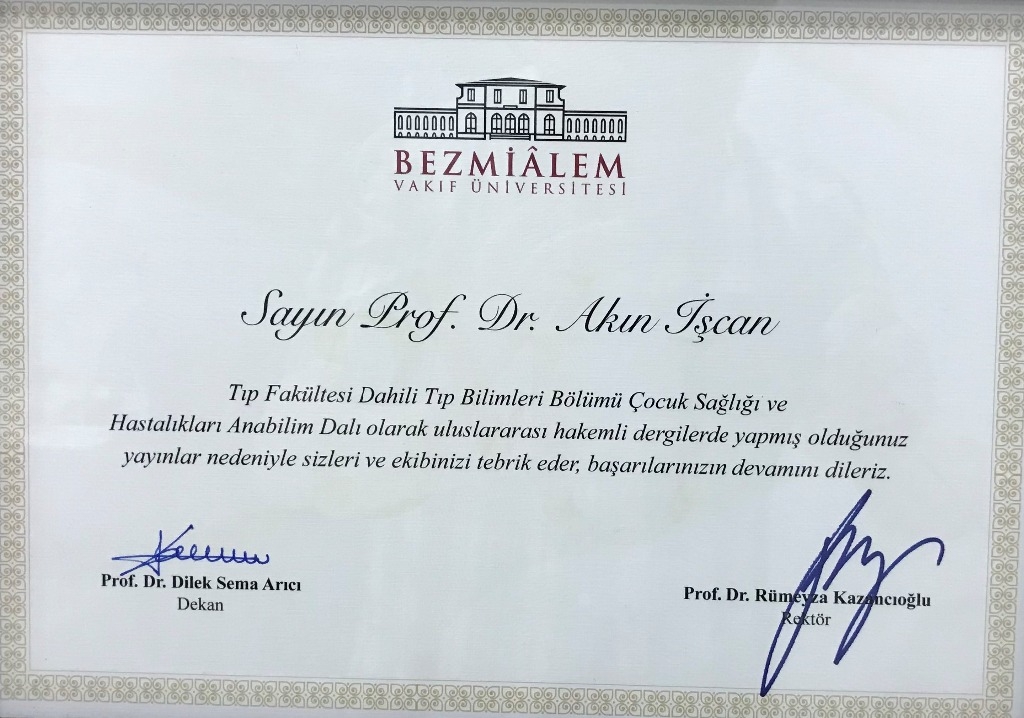 BEZMİÂLEM
VAKIF ÜNİVERSİTESİ
Sayın Prof. Dr. Akın İşcan
Tıp Fakültesi Dahili Tıp Bilimleri Bölümü Çocuk Sağlığı ve
Hastalıkları Anabilim Dalı olarak uluslararası hakemli dergilerde yapmış olduğunuz
yayınlar nedeniyle sizleri ve ekibinizi tebrik eder, başarılarınızın devamını dileriz.
Prof. Dr. Dilek Sema Arıcı
Dekan
Prof. Dr. Rümeyza Kazancıoğlu
Rektör